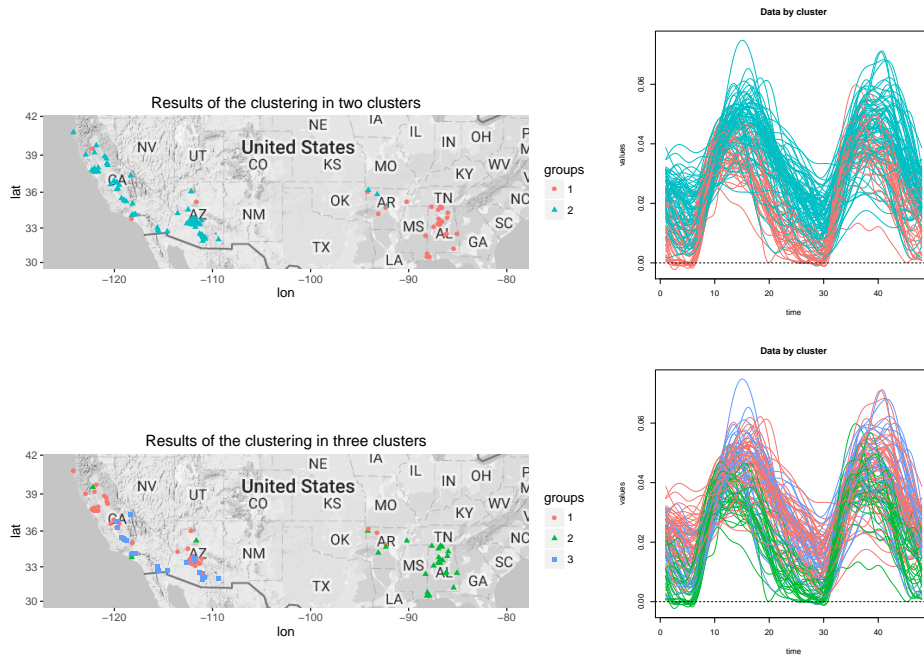 Results of the clustering in two clusters
42
39
36
33
30
lat
−120
−110
−100
−90
−80
lon
NV
UT
CA
AZ
NM
CO
United States
NE
KS
OK
TX
IA
MO
AR
LA
IL
MS
IN
KY
TN
AL
OH
WV
GA
SC
NC
P
V
groups
1
2
Data by cluster
values
0.00
0.02
0.04
0.06
0
10
20
30
40
time
Results of the clustering in three clusters
42
39
36
33
30
lat
−120
−110
−100
−90
−80
lon
NV
UT
CA
AZ
NM
CO
United States
NE
KS
OK
TX
IA
MO
AR
LA
IL
MS
IN
KY
TN
AL
OH
WV
GA
SC
NC
P
V
groups
1
2
3
Data by cluster
values
0.00
0.02
0.04
0.06
0
10
20
30
40
time